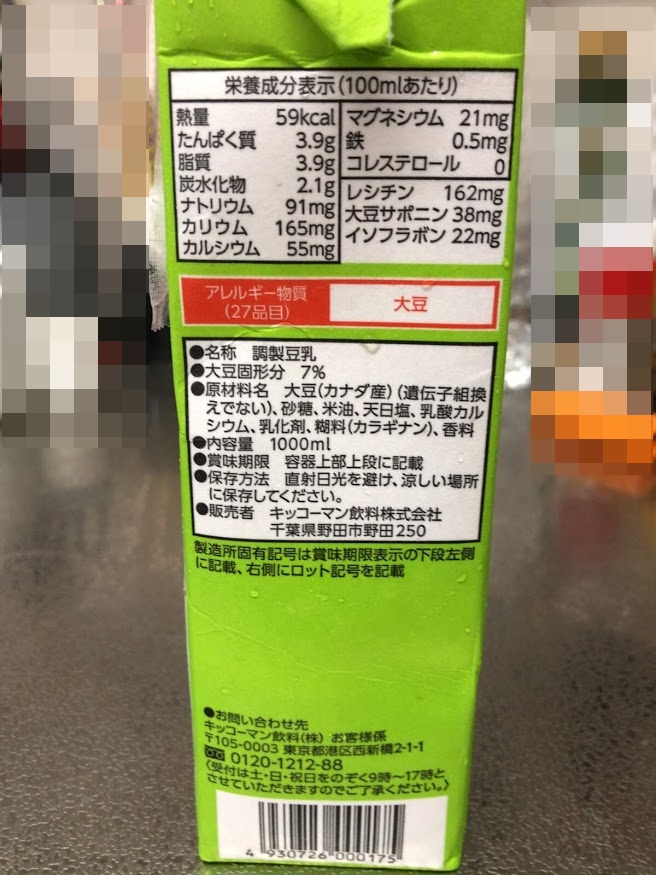 栄養成分表示(100mlあたり)
熱量 59kcal
たんぱく質 3.9g
脂質 3.9g
炭水化物 2.1g
ナトリウム 91mg
カリウム 165mg
カルシウム 55mg
マグネシウム 21mg
鉄 0.5mg
コレステロール 0
レシチン 162mg
大豆サポニン 38mg
イソフラボン 22mg
アレルギー物質
(27品目)
大豆
●名称 調製豆乳
●大豆固形分 7%
●原材料名 大豆(カナダ産)(遺伝子組換
えでない)、砂糖、米油、天日塩、乳酸カル
シウム、乳化剤、糊料(カラギナン)、香料
●内容量 1000ml
●賞味期限 容器上部上段に記載
●保存方法 直射日光を避け、涼しい場所
に保存してください。
●販売者 キッコーマン飲料株式会社
千葉県野田市野田250
製造所固有記号は賞味期限表示の下段左側
に記載、右側にロット記号を記載
●お問い合わせ先
キッコーマン飲料(株) お客様係
〒105-0003 東京都港区西新橋2-1-1
0120-1212-88
〈受付は土・日・祝日をのぞく9時〜17時と
させていただきますのでご了承ください。〉
4 930726 000175